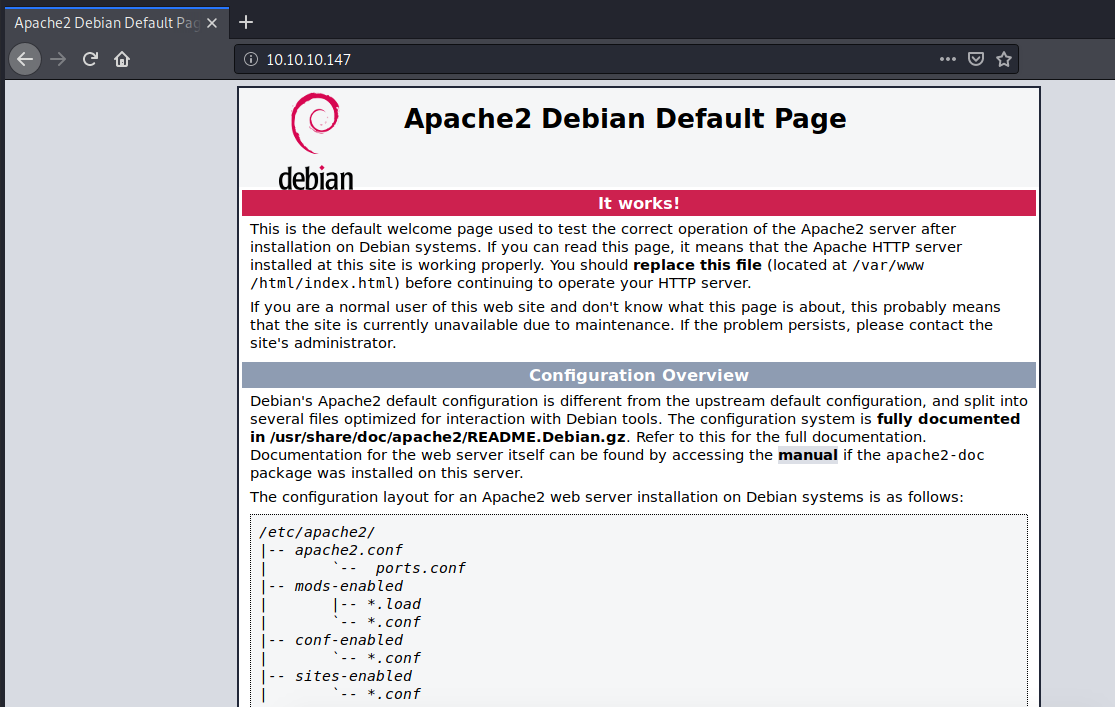 Apache2 Debian Default Pag
10.10.10.147
debian
Apache2 Debian Default Page
It works!
This is the default welcome page used to test the correct operation of the Apache2 server after
installation on Debian systems. If you can read this page, it means that the Apache HTTP server
installed at this site is working properly. You should replace this file (located at /var/www
/html/index.html) before continuing to operate your HTTP server.
If you are a normal user of this web site and don't know what this page is about, this probably means
that the site is currently unavailable due to maintenance. If the problem persists, please contact the
site's administrator.
Configuration Overview
Debian's Apache2 default configuration is different from the upstream default configuration, and split into
several files optimized for interaction with Debian tools. The configuration system is fully documented
in /usr/share/doc/apache2/README.Debian.gz. Refer to this for the full documentation.
Documentation for the web server itself can be found by accessing the manual if the apache2-doc
package was installed on this server.
The configuration layout for an Apache2 web server installation on Debian systems is as follows:
/etc/apache2/
|-- apache2.conf
|       `--  ports.conf
|-- mods-enabled
|       |-- *.load
|       `-- *.conf
|-- conf-enabled
|       `-- *.conf
|-- sites-enabled
|       `-- *.conf